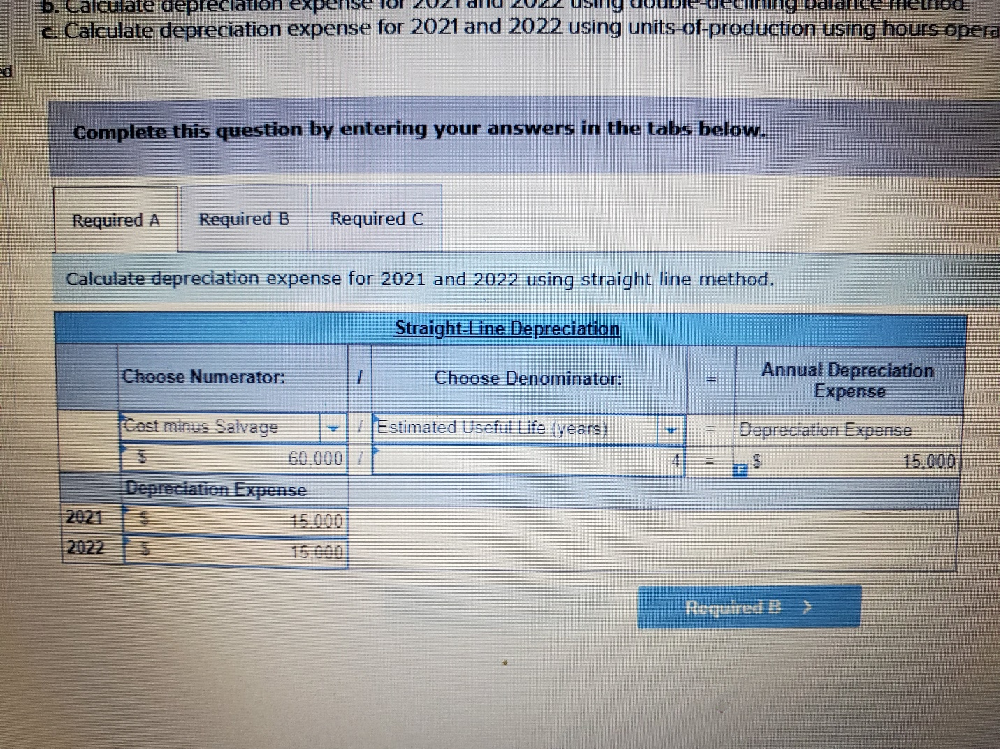 b. Calculate depreciation expense for 2021 and 2022 using double-declining balance method.
c. Calculate depreciation expense for 2021 and 2022 using units-of-production using hours opera
ed
Complete this question by entering your answers in the tabs below.
Required A Required B Required C
Calculate depreciation expense for 2021 and 2022 using straight line method.
Straight-Line Depreciation
Choose Numerator: / Choose Denominator: = Annual Depreciation
Expense
Cost minus Salvage / Estimated Useful Life (years) = Depreciation Expense
$ 60,000 / 4 = $ 15,000
F
Depreciation Expense
2021 $ 15,000
2022 $ 15,000
Required B >